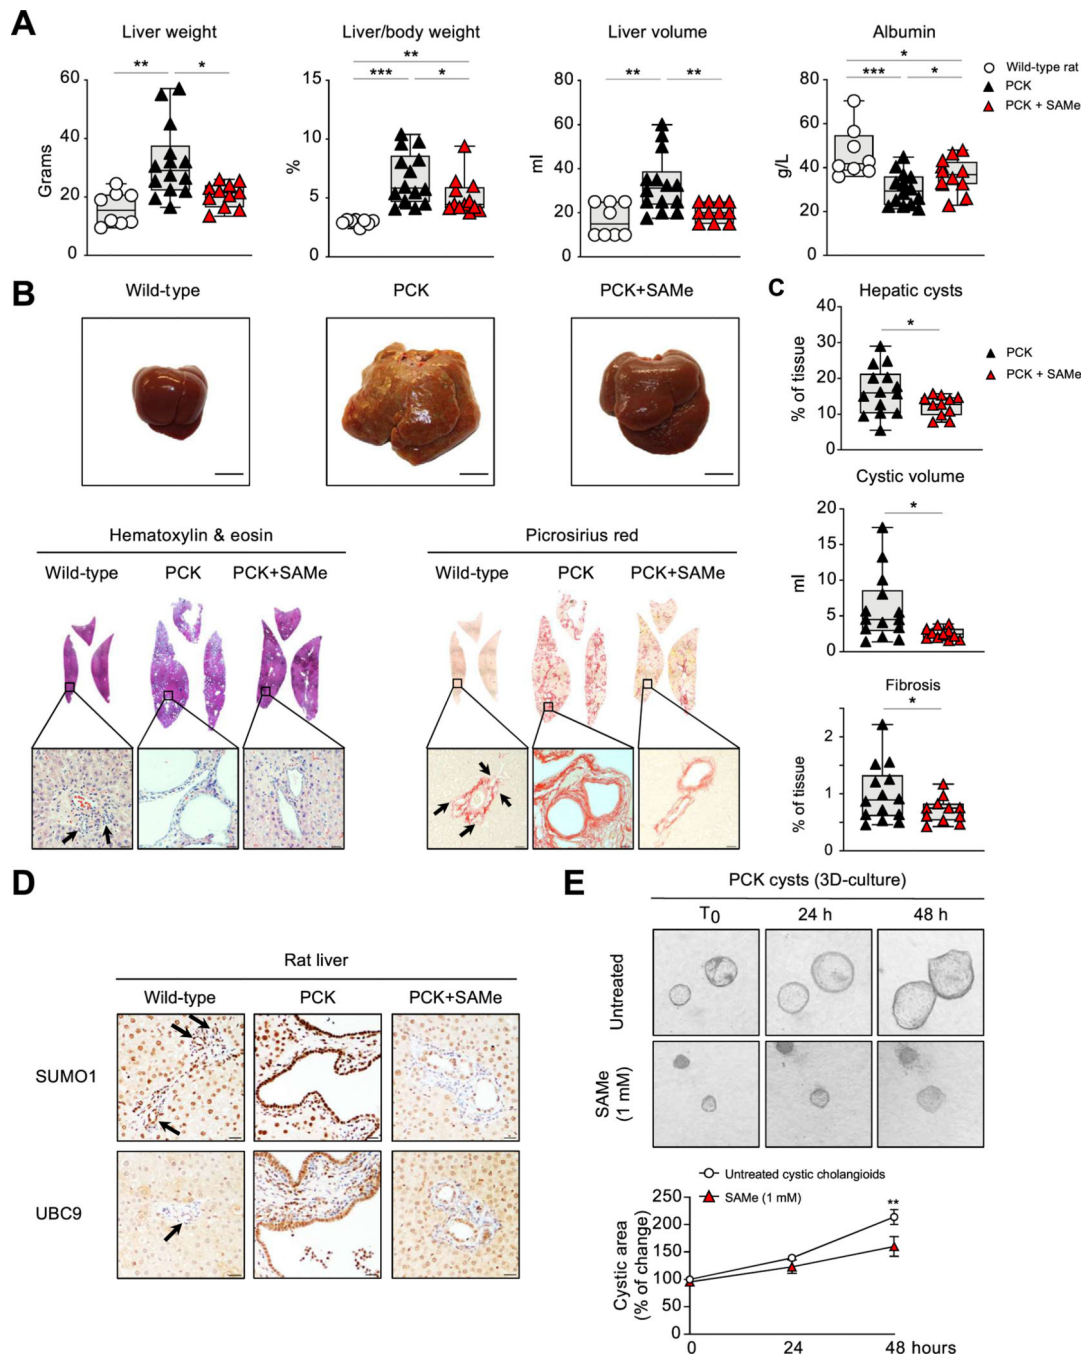 A
Liver weight
Liver/body weight
Liver volume
Albumin
** *
** *** *
** **
* *** *
Wild-type rat
PCK
PCK + SAMe
Grams
60
40
20
0
%
15
10
5
0
ml
80
60
40
20
0
g/L
80
60
40
20
0
B
Wild-type
PCK
PCK+SAMe
Hematoxylin & eosin
Wild-type PCK PCK+SAMe
Picrosirius red
Wild-type PCK PCK+SAMe
C
Hepatic cysts
*
PCK
PCK + SAMe
% of tissue
40
30
20
10
0
Cystic volume
*
ml
20
15
10
5
0
Fibrosis
*
% of tissue
2
1
0
D
Rat liver
Wild-type PCK PCK+SAMe
SUMO1
UBC9
E
PCK cysts (3D-culture)
T0 24 h 48 h
Untreated
SAMe
(1 mM)
Untreated cystic cholangioids
SAMe (1 mM)
**
Cystic area
(% of change)
250
200
150
100
50
0
0 24 48 hours